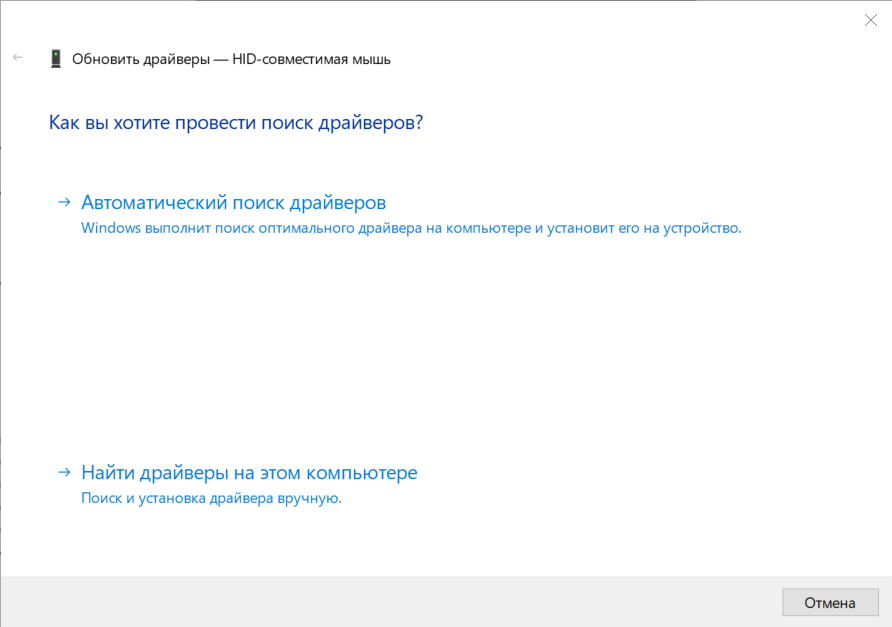 Обновить драйверы — HID-совместимая мышь
Как вы хотите провести поиск драйверов?
Автоматический поиск драйверов
Windows выполнит поиск оптимального драйвера на компьютере и установит его на устройство.
Найти драйверы на этом компьютере
Поиск и установка драйвера вручную.
Отмена